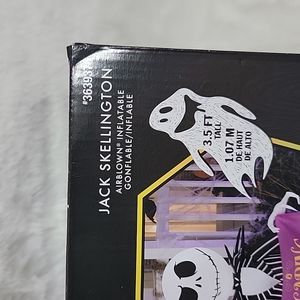 JACK SKELLINGTON
AIRBLOWN® INFLATABLE
GONFLABLE/INFLABLE
3.5 FT
TALL
1.07 M
DE HAUT
DE ALTO